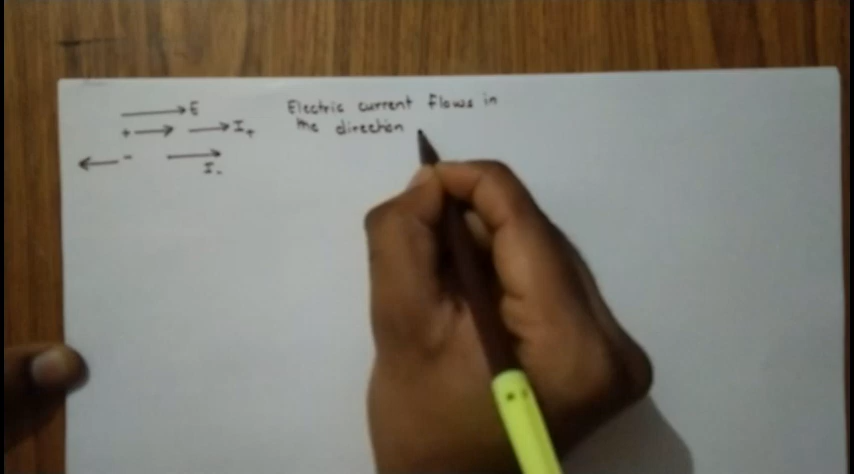 E
+ I+
- I-
Electric current flows in
the direction